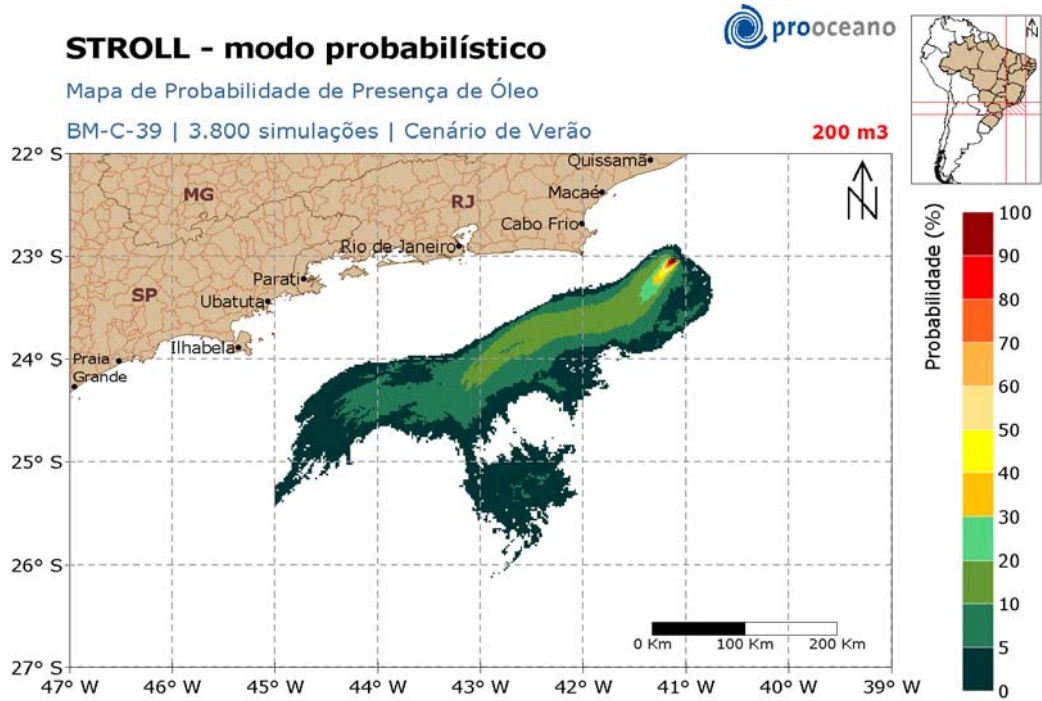 prooceano
STROLL - modo probabilístico
Mapa de Probabilidade de Presença de Óleo
BM-C-39 | 3.800 simulações | Cenário de Verão
200 m3
N
22° S
23° S
24° S
25° S
26° S
27° S
47° W
46° W
45° W
44° W
43° W
42° W
41° W
40° W
39° W
MG
RJ
SP
Quissamã
Macaé
Cabo Frio
Rio de Janeiro
Parati
Ubatuta
Ilhabela
Praia
Grande
N
0 Km
100 Km
200 Km
Probabilidade (%)
100
90
80
70
60
50
40
30
20
10
5
0